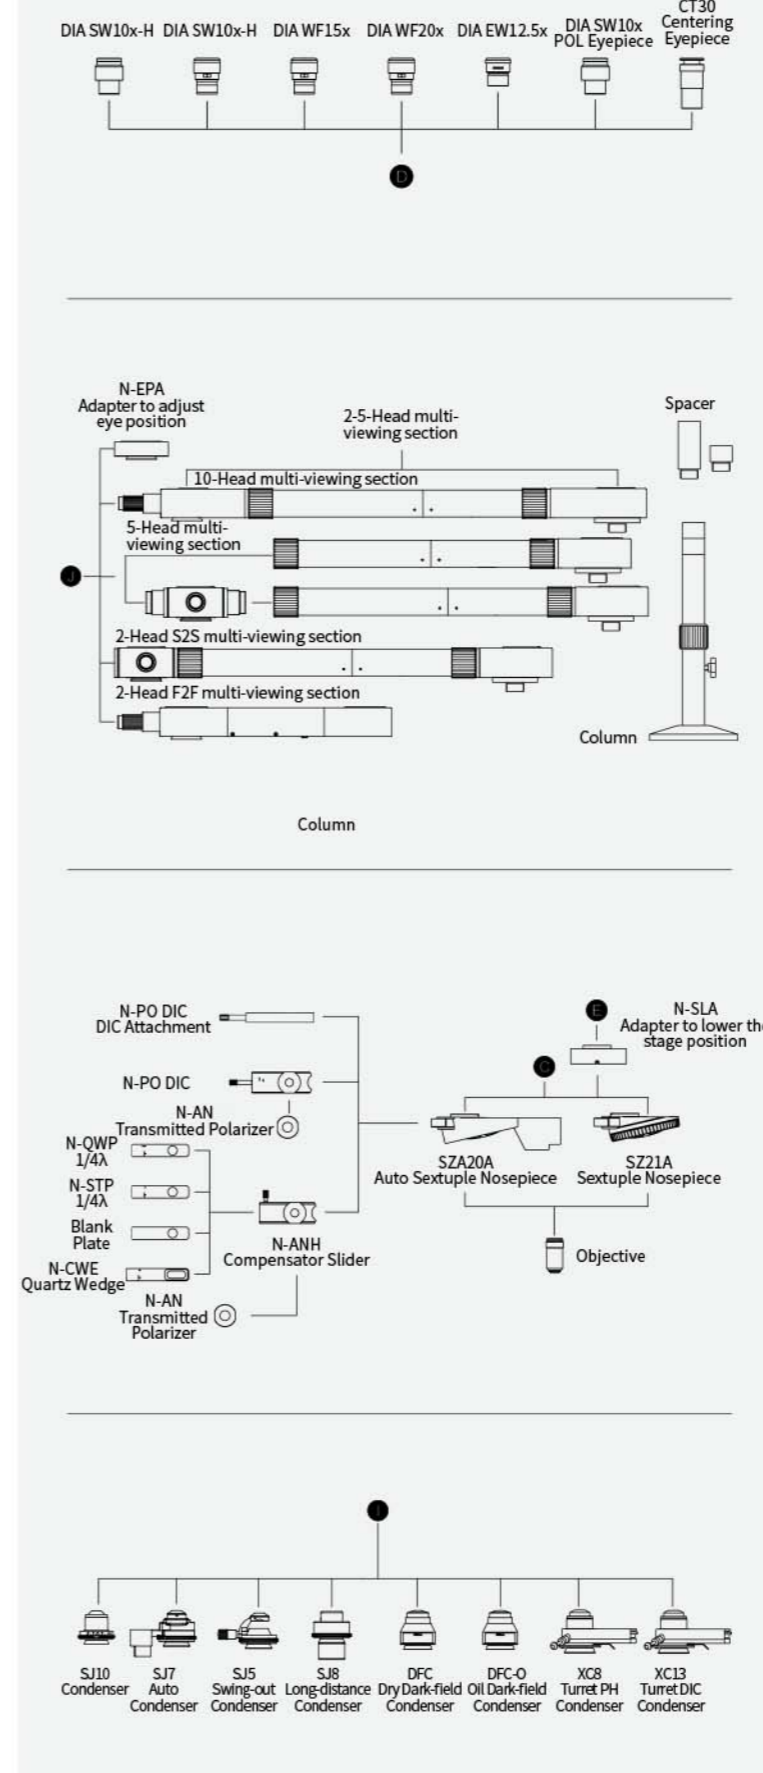 DIA SW10x-H
DIA SW10x-H
DIA WF15x
DIA WF20x
DIA EW12.5x
DIA SW10x
POL Eyepiece
CT30
Centering
Eyepiece
D
N-EPA
Adapter to adjust
eye position
2-5-Head multi-
viewing section
Spacer
10-Head multi-viewing section
5-Head multi-
viewing section
J
2-Head S2S multi-viewing section
2-Head F2F multi-viewing section
Column
Column
N-PO DIC
DIC Attachment
E
N-SLA
Adapter to lower the
stage position
C
N-PO DIC
N-AN
Transmitted Polarizer
N-QWP
1/4λ
N-STP
1/4λ
Blank
Plate
N-CWE
Quartz Wedge
N-AN
Transmitted
Polarizer
N-ANH
Compensator Slider
SZA20A
Auto Sextuple Nosepiece
SZ21A
Sextuple Nosepiece
Objective
SJ10
Condenser
SJ7
Auto
Condenser
SJ5
Swing-out
Condenser
SJ8
Long-distance
Condenser
DFC
Dry Dark-field
Condenser
DFC-O
Oil Dark-field
Condenser
XC8
Turret PH
Condenser
XC13
Turret DIC
Condenser